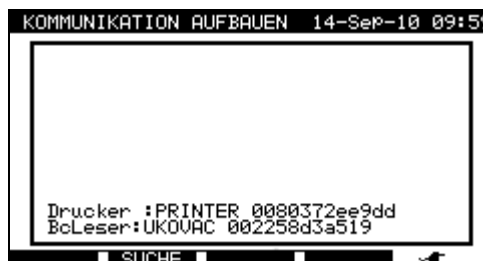 KOMMUNIKATION AUFBAUEN 14-Sep-10 09:5
Drucker :PRINTER 0080372ee9dd
BcLeser:UKOVAC 002258d3a519
SUCHE